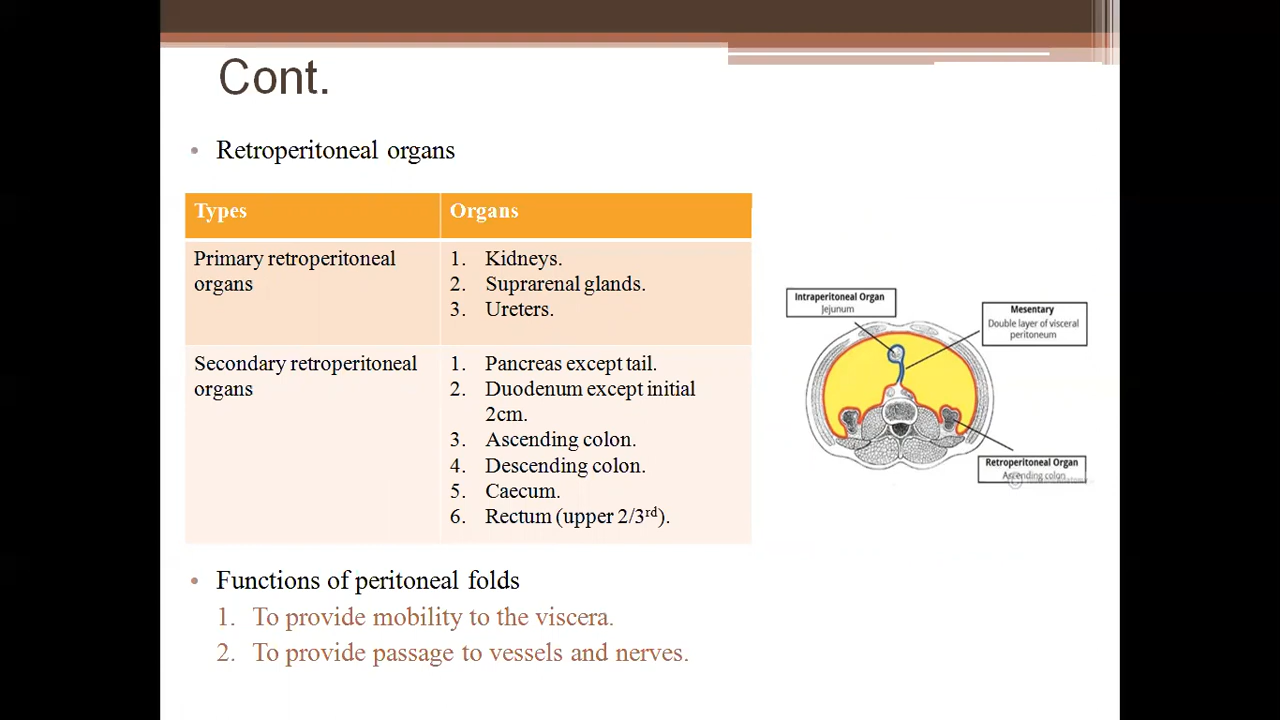 Cont.
• Retroperitoneal organs
Types
Organs
Primary retroperitoneal
organs
1. Kidneys.
2. Suprarenal glands.
3. Ureters.
Secondary retroperitoneal
organs
1. Pancreas except tail.
2. Duodenum except initial
2cm.
3. Ascending colon.
4. Descending colon.
5. Caecum.
6. Rectum (upper 2/3rd).
Intraperitoneal Organ
Jejunum
Mesentary
Double layer of visceral
peritoneum
Retroperitoneal Organ
Ascending colon
• Functions of peritoneal folds
1. To provide mobility to the viscera.
2. To provide passage to vessels and nerves.